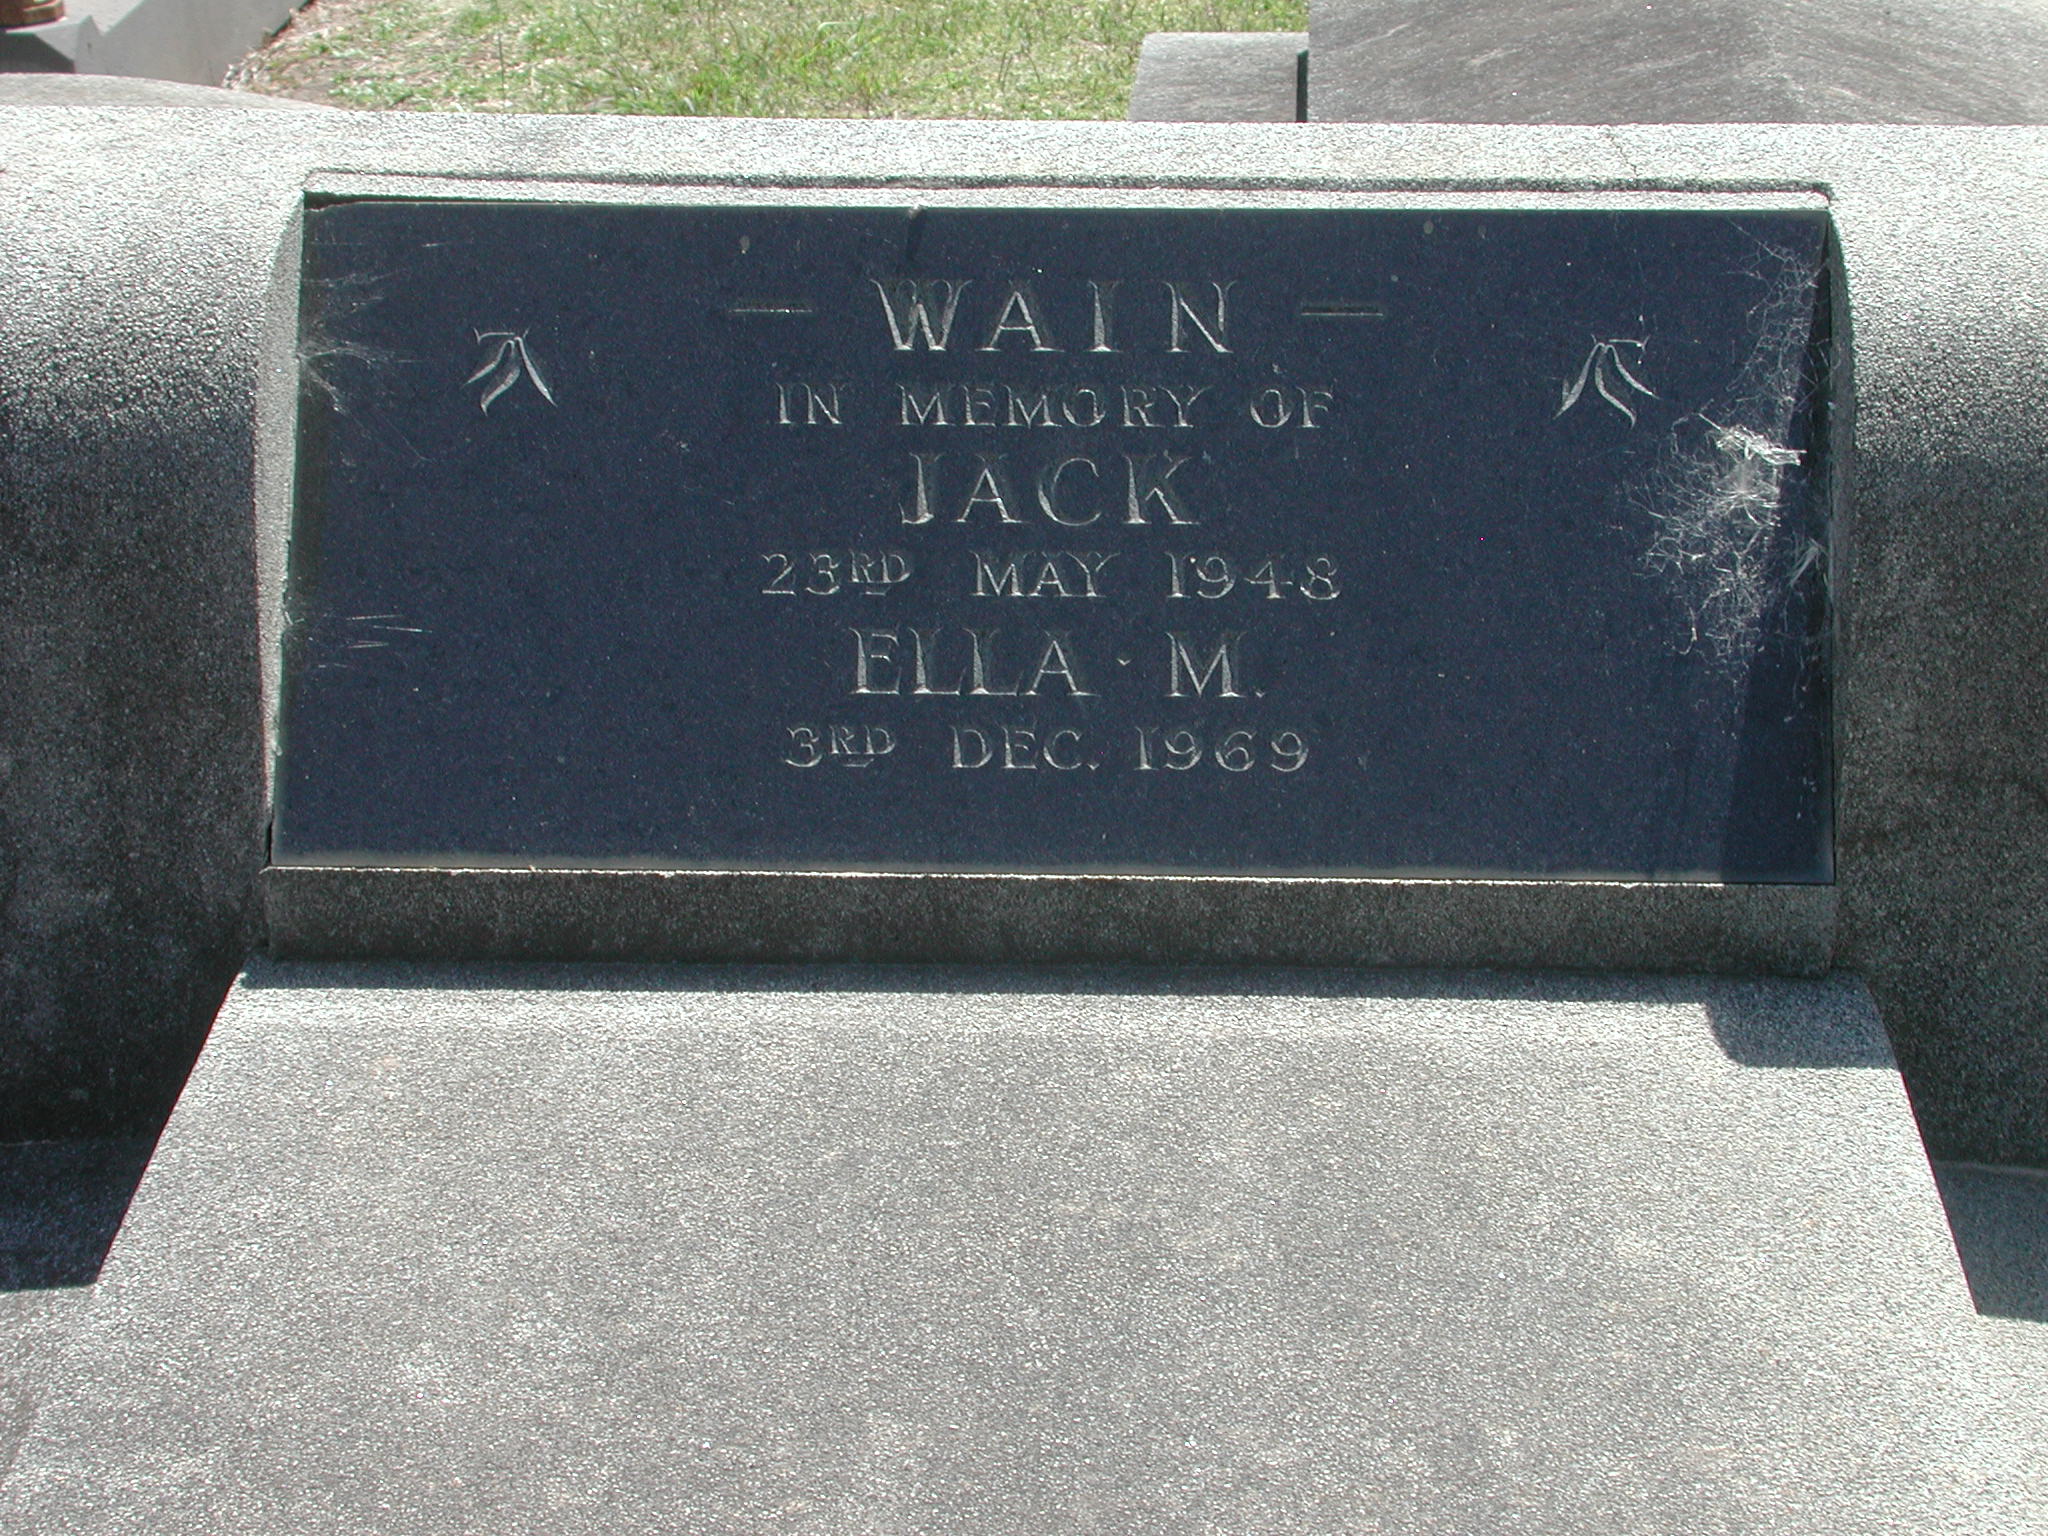 — WAIN —
IN MEMORY OF
JACK
23RD MAY 1948
ELLA · M.
3RD DEC. 1969